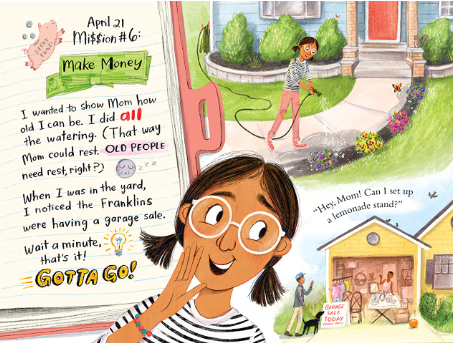 April 21
Mi$$ion #6:
Make Money
I wanted to show Mom how
old I can be. I did all
the watering. (That way
Mom could rest. OLD PEOPLE
need rest, right?)
z z z
When I was in the yard,
I noticed the Franklins
were having a garage sale.
Wait a minute,
that's it!
GOTTA GO!
"Hey, Mom! Can I set up
a lemonade stand?"
GARAGE
SALE
TODAY